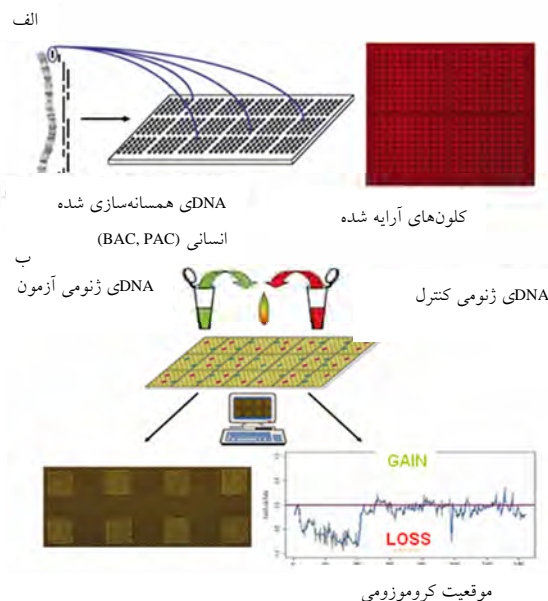 الف
DNAی همسانه‌سازی شده
انسانی (BAC, PAC)
کلون‌های آرایه شده
ب
DNAی ژنومی آزمون
DNAی ژنومی کنترل
GAIN
LOSS
موقعیت کروموزومی